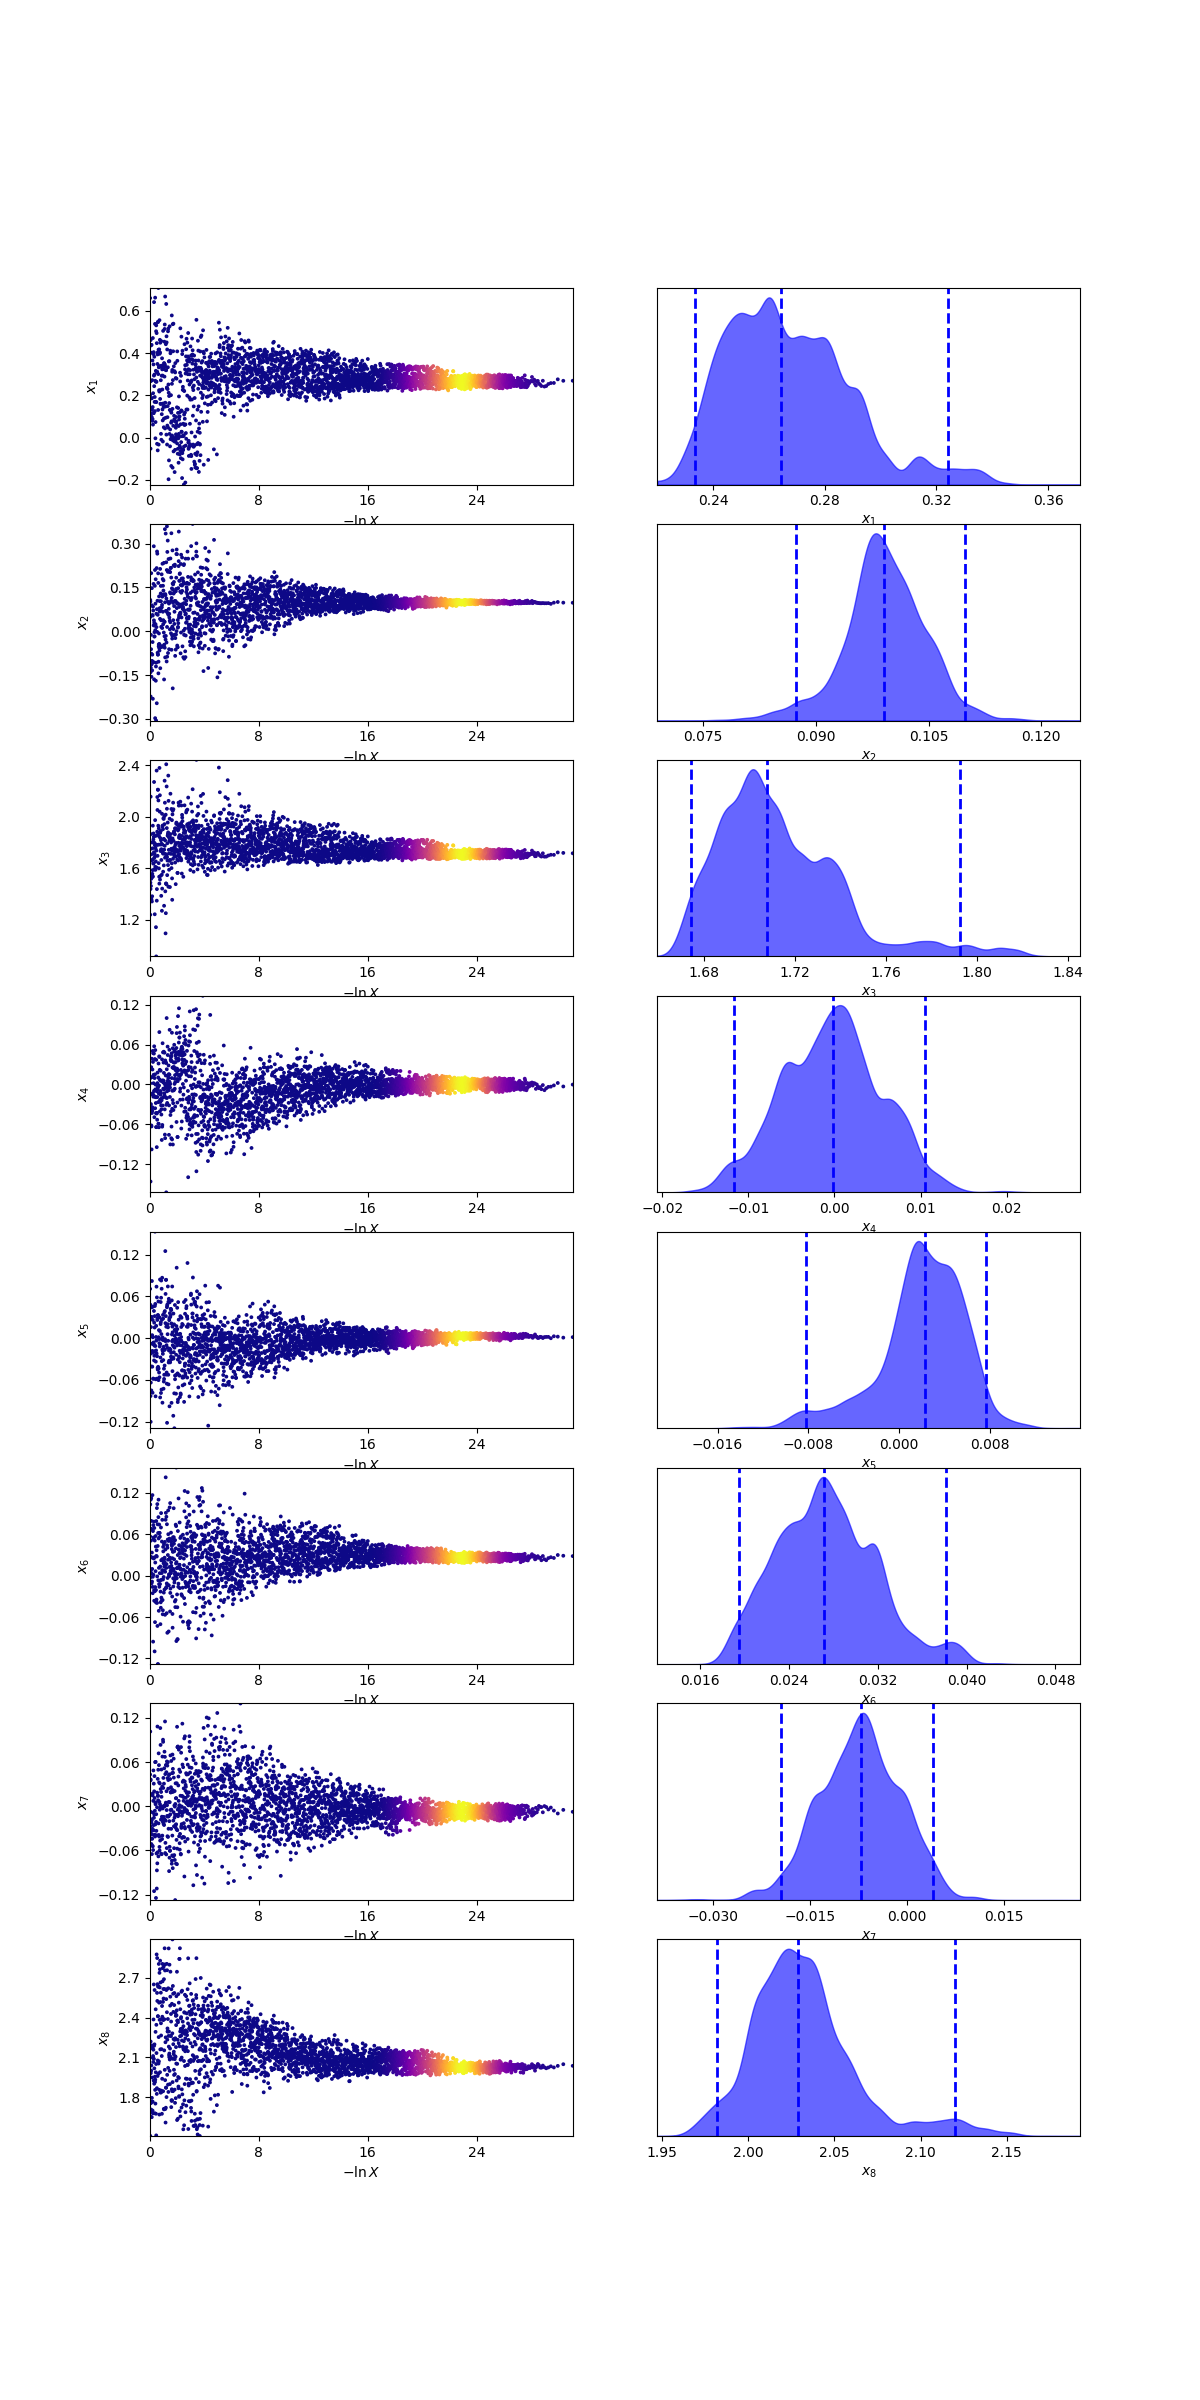 0.6
0.4
0.2
0.0
−0.2
x₁
0 8 16 24
−ln X
0.24 0.28 0.32 0.36
x₁
0.30
0.15
0.00
−0.15
−0.30
x₂
0 8 16 24
−ln X
0.075 0.090 0.105 0.120
x₂
2.4
2.0
1.6
1.2
x₃
0 8 16 24
−ln X
1.68 1.72 1.76 1.80 1.84
x₃
0.12
0.06
0.00
−0.06
−0.12
x₄
0 8 16 24
−ln X
−0.02 −0.01 0.00 0.01 0.02
x₄
0.12
0.06
0.00
−0.06
−0.12
x₅
0 8 16 24
−ln X
−0.016 −0.008 0.000 0.008
x₅
0.12
0.06
0.00
−0.06
−0.12
x₆
0 8 16 24
−ln X
0.016 0.024 0.032 0.040 0.048
x₆
0.12
0.06
0.00
−0.06
−0.12
x₇
0 8 16 24
−ln X
−0.030 −0.015 0.000 0.015
x₇
2.7
2.4
2.1
1.8
x₈
0 8 16 24
−ln X
1.95 2.00 2.05 2.10 2.15
x₈